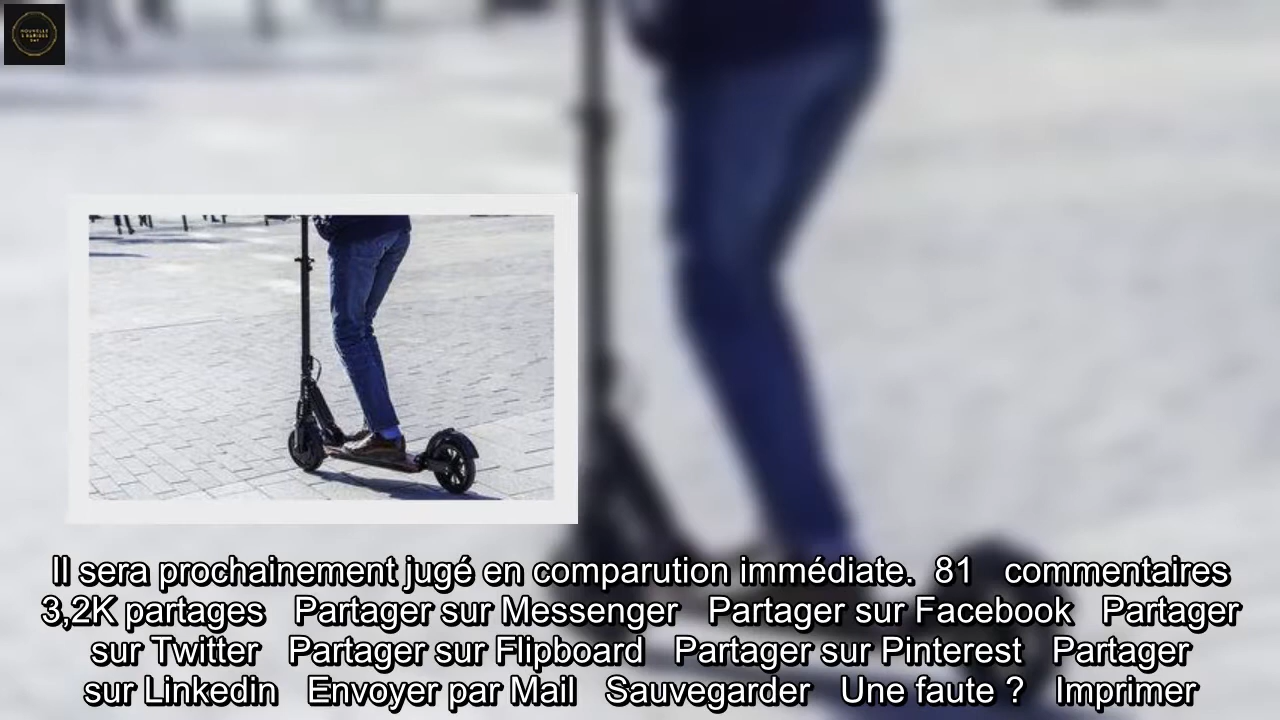 NOUVELLE
Il sera prochainement jugé en comparution immédiate. 81 commentaires
3,2K partages Partager sur Messenger Partager sur Facebook Partager
sur Twitter Partager sur Flipboard Partager sur Pinterest Partager
sur Linkedin Envoyer par Mail Sauvegarder Une faute ? Imprimer